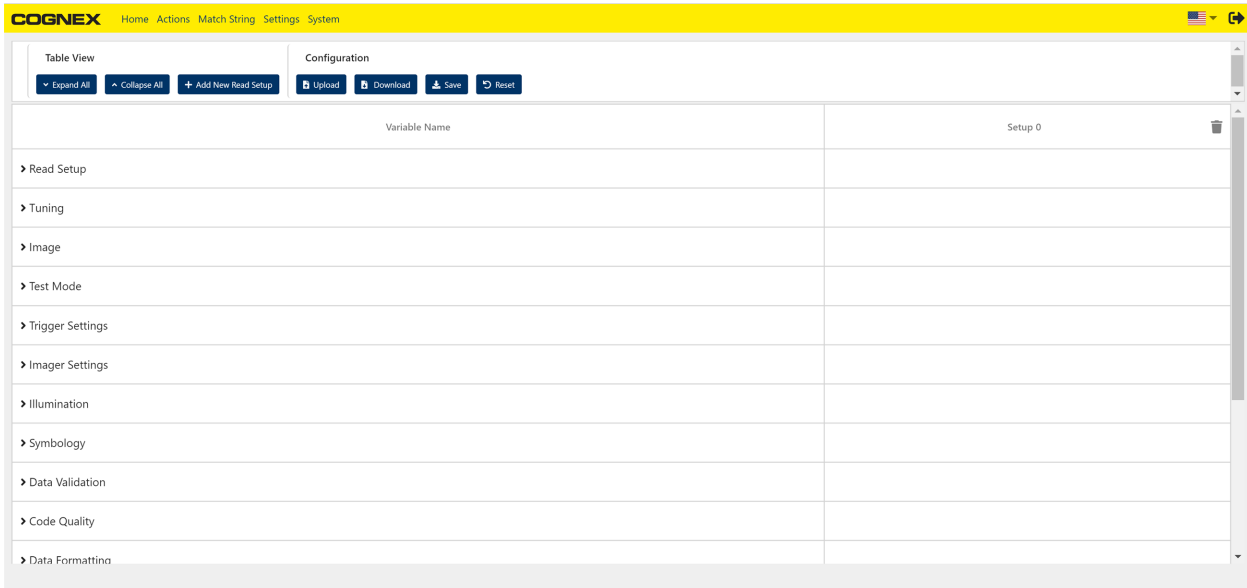 COGNEX Home Actions Match String Settings System
Table View Configuration
Expand All Collapse All Add New Read Setup Upload Download Save Reset
Variable Name Setup 0
Read Setup
Tuning
Image
Test Mode
Trigger Settings
Imager Settings
Illumination
Symbology
Data Validation
Code Quality
Data Formatting